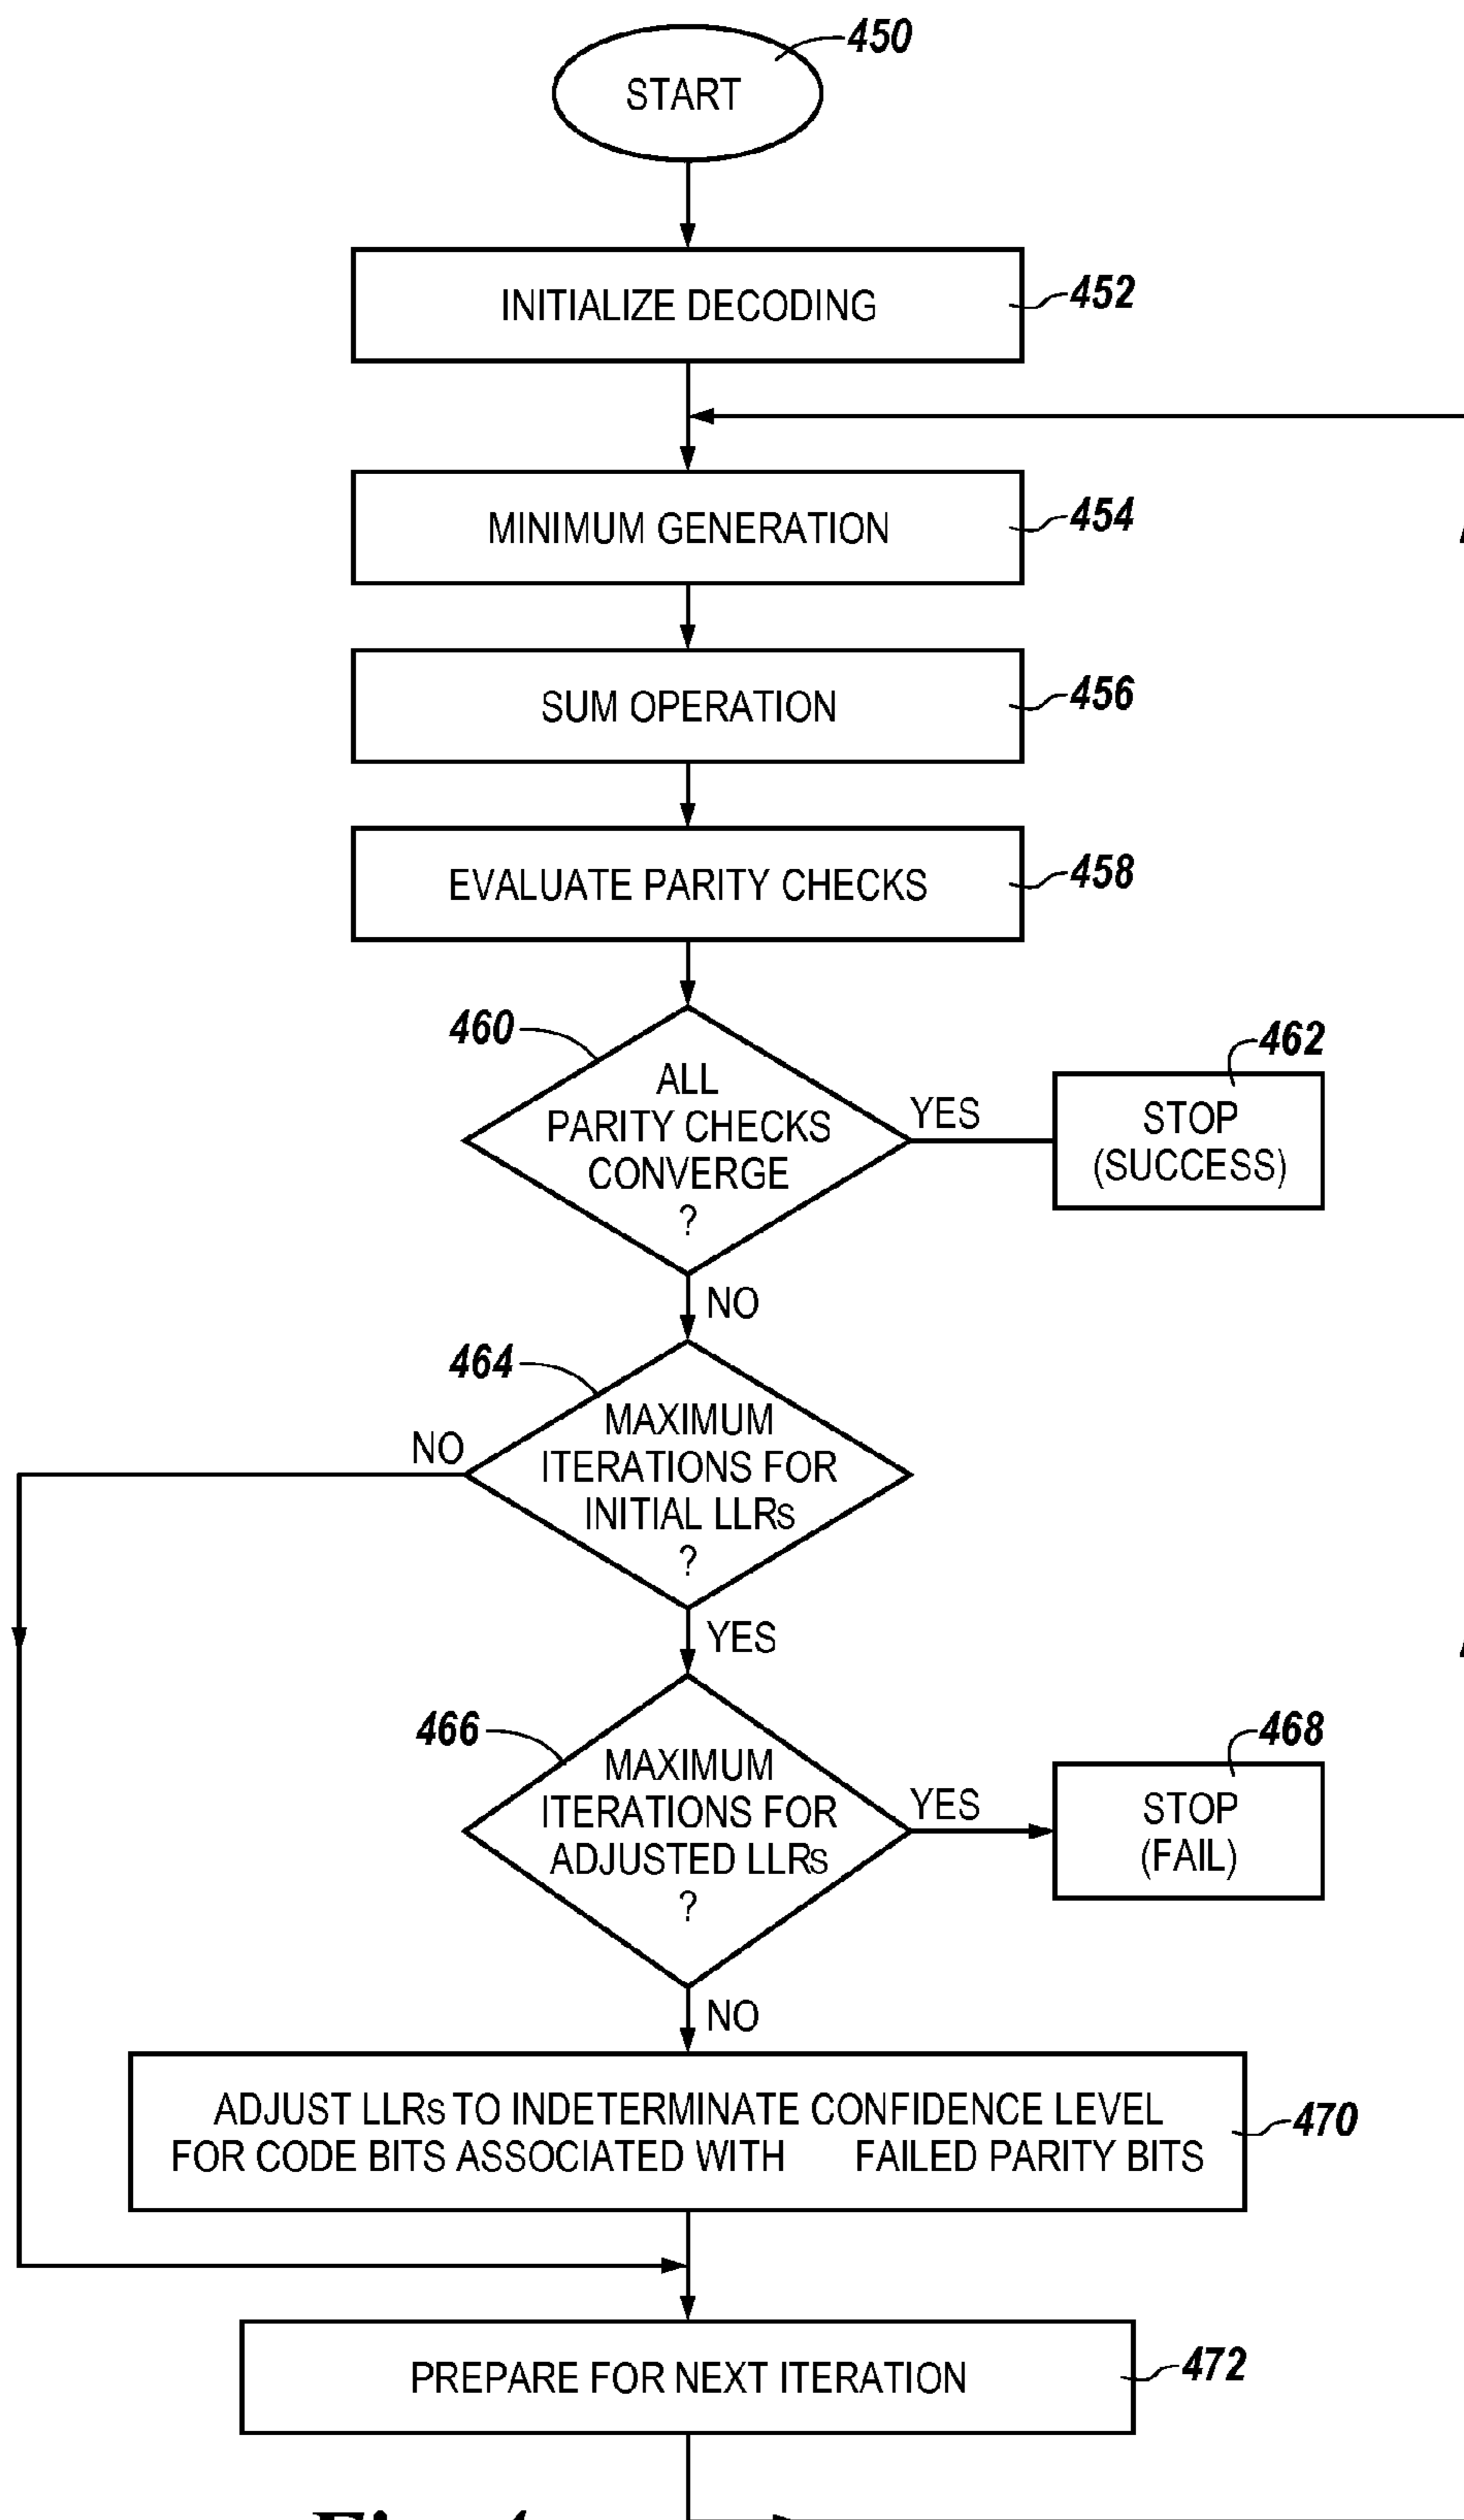 450
START
INITIALIZE DECODING
452
MINIMUM GENERATION
454
SUM OPERATION
456
EVALUATE PARITY CHECKS
458
460
ALL
PARITY CHECKS
CONVERGE
?
YES
462
STOP
(SUCCESS)
NO
464
MAXIMUM
ITERATIONS FOR
INITIAL LLRs
?
NO
YES
466
MAXIMUM
ITERATIONS FOR
ADJUSTED LLRs
?
YES
468
STOP
(FAIL)
NO
ADJUST LLRs TO INDETERMINATE CONFIDENCE LEVEL
FOR CODE BITS ASSOCIATED WITH FAILED PARITY BITS
470
PREPARE FOR NEXT ITERATION
472